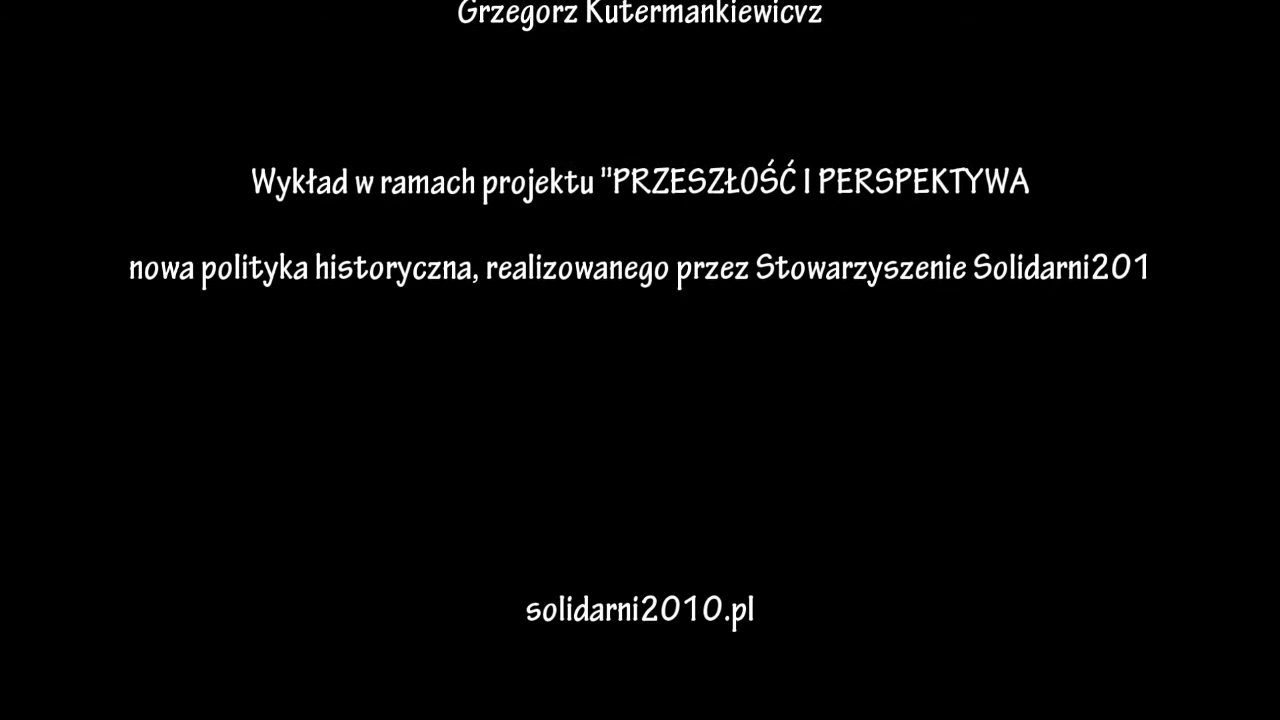 Grzegorz Kutermankiewicvz
Wykład w ramach projektu "PRZESZŁOŚĆ I PERSPEKTYWA
nowa polityka historyczna, realizowanego przez Stowarzyszenie Solidarni201
solidarni2010.pl